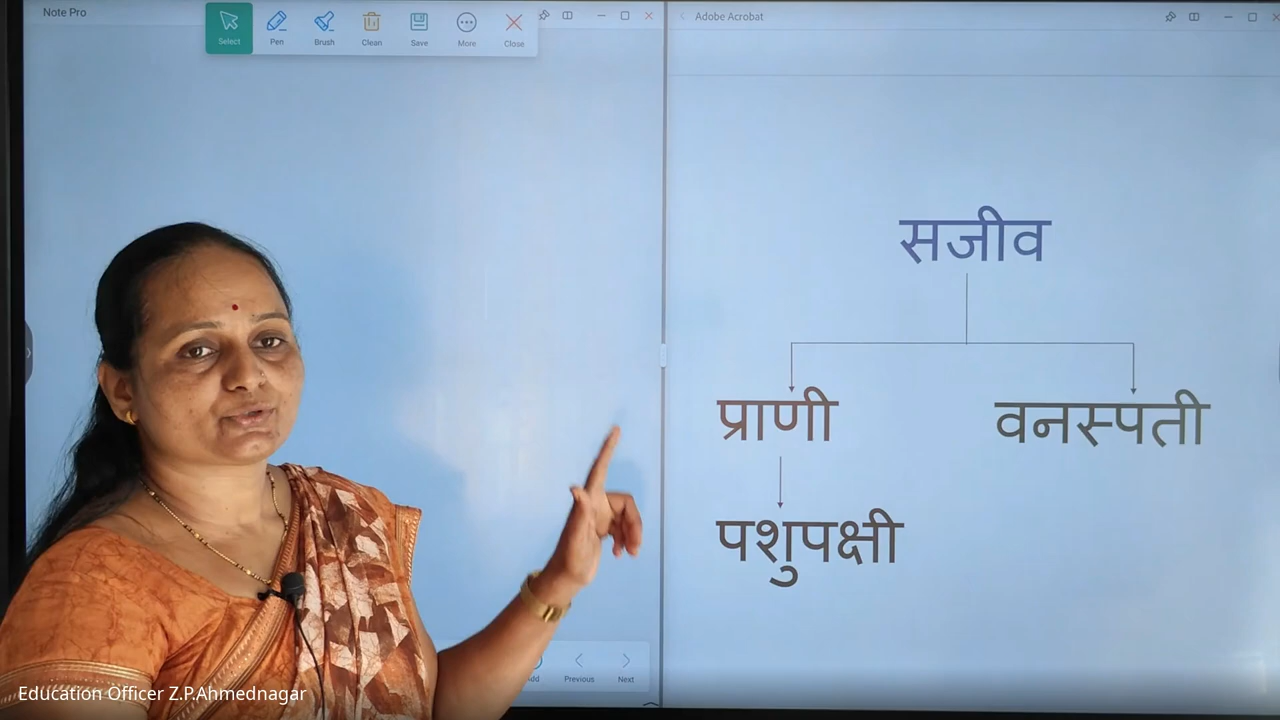 Note Pro
Select Pen Brush Clean Save More Close
Adobe Acrobat
सजीव
प्राणी वनस्पती
पशुपक्षी
Previous Next
Education Officer Z.P.Ahmednagar